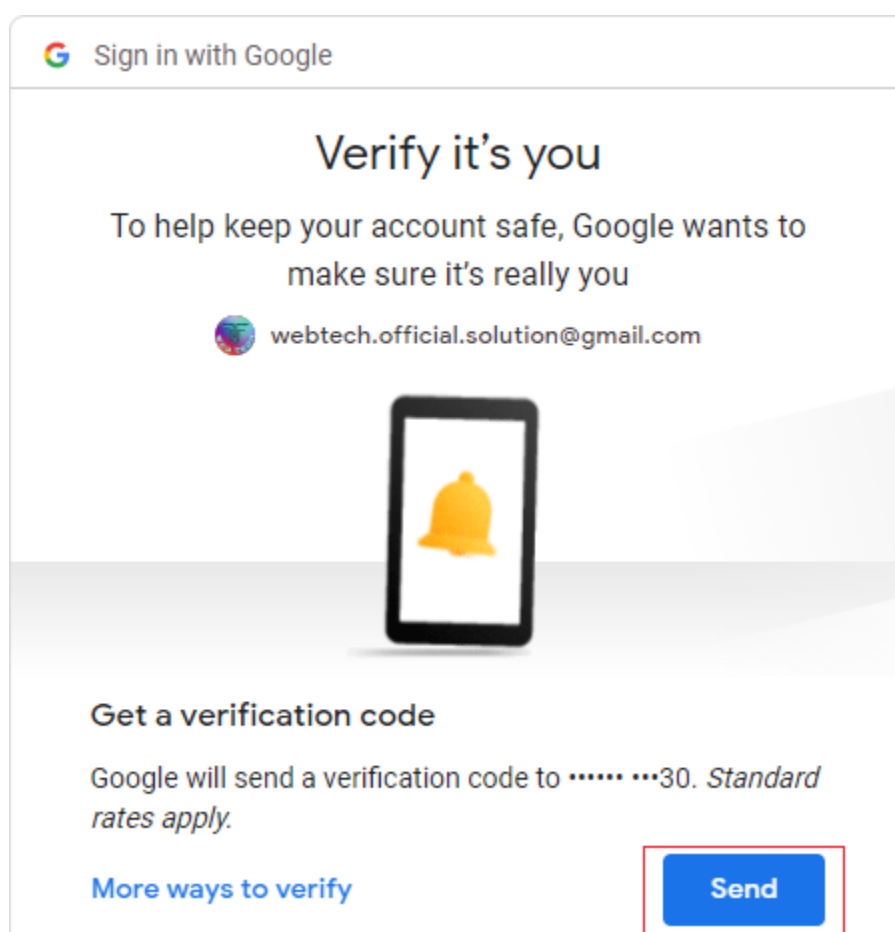 Sign in with Google
Verify it's you
To help keep your account safe, Google wants to
make sure it's really you
webtech.official.solution@gmail.com
Get a verification code
Google will send a verification code to •••••• •••30. Standard
rates apply.
More ways to verify
Send